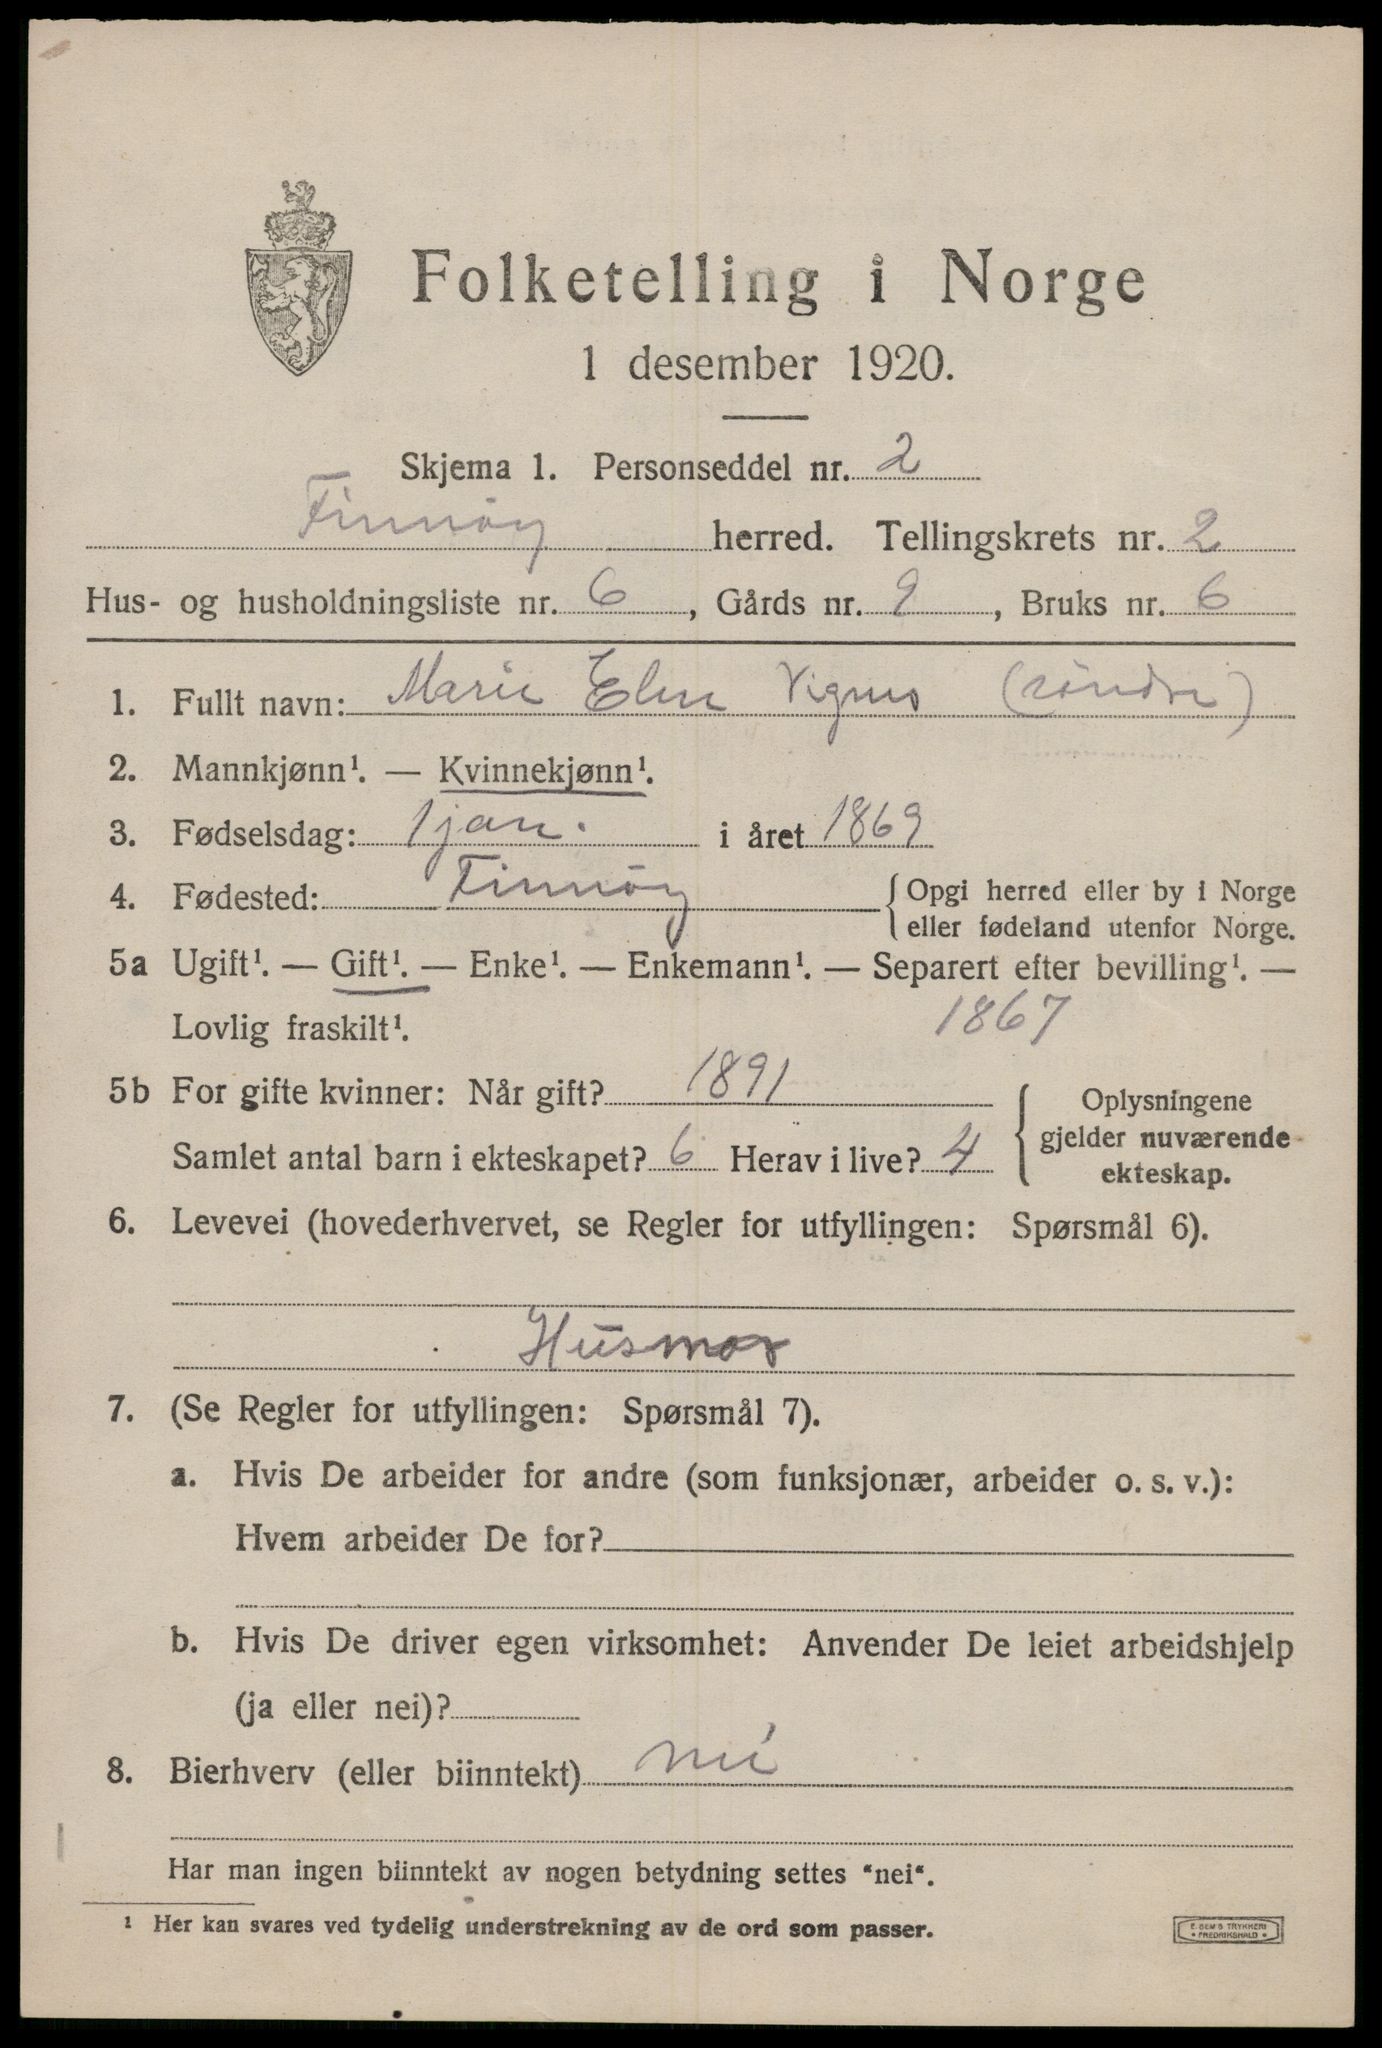 Folketelling i Norge
1 desember 1920.
Skjema 1. Personseddel nr. 2
Finnöy herred. Tellingskrets nr. 2
Hus- og husholdningsliste nr. 6, Gårds nr. 9, Bruks nr. 6
1. Fullt navn: Marie Elne Vignes (söndre)
2. Mannkjønn¹. — Kvinnekjønn¹.
3. Fødselsdag: 1 jan. i året 1869
4. Fødested: Finnöy { Opgi herred eller by i Norge
eller fødeland utenfor Norge.
5a Ugift¹. — Gift¹. — Enke¹. — Enkemann¹. — Separert efter bevilling¹. —
Lovlig fraskilt¹. 1867
5b For gifte kvinner: Når gift? 1891
Samlet antal barn i ekteskapet? 6 Herav i live? 4
{ Oplysningene
gjelder nuværende
ekteskap.
6. Levevei (hovederhvervet, se Regler for utfyllingen: Spørsmål 6).
Husmor
7. (Se Regler for utfyllingen: Spørsmål 7).
a. Hvis De arbeider for andre (som funksjonær, arbeider o. s. v.):
Hvem arbeider De for?
b. Hvis De driver egen virksomhet: Anvender De leiet arbeidshjelp
(ja eller nei)?
8. Bierhverv (eller biinntekt) nei
Har man ingen biinntekt av nogen betydning settes "nei".
¹ Her kan svares ved tydelig understrekning av de ord som passer.
E. SEM'S TRYKKERI
• FREDRIKSHALD •